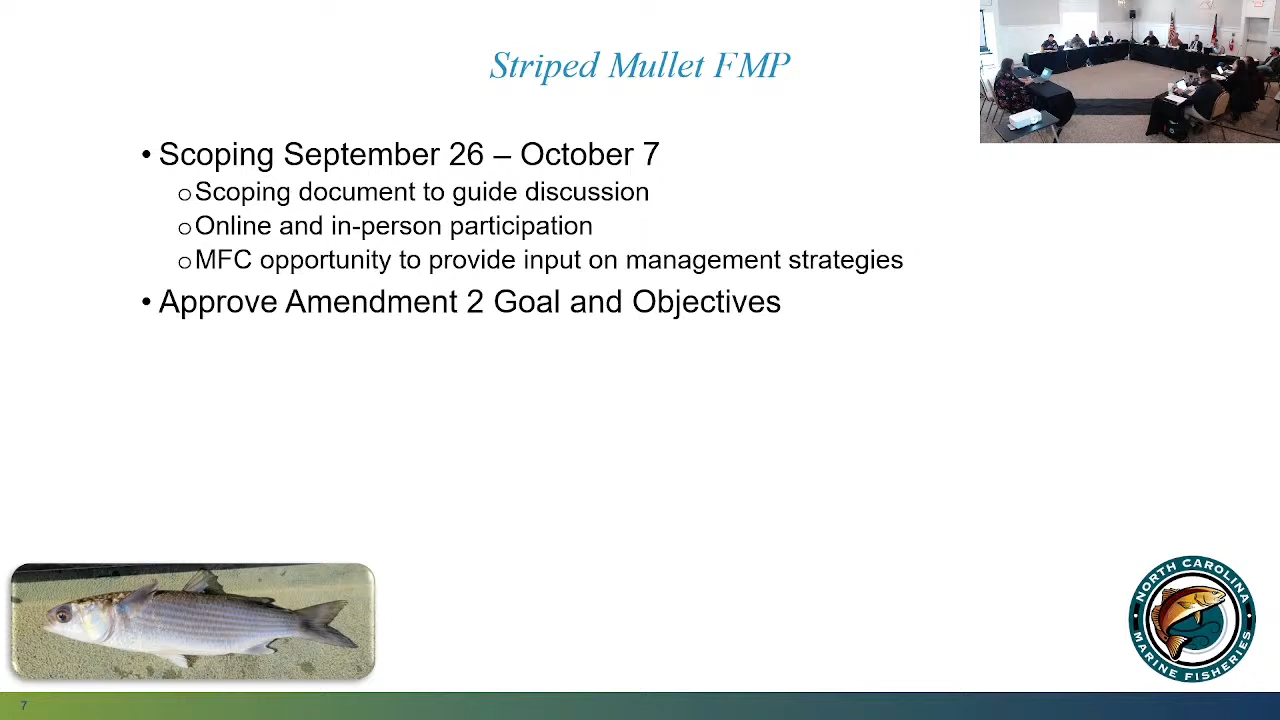 Striped Mullet FMP
• Scoping September 26 – October 7
o Scoping document to guide discussion
o Online and in-person participation
o MFC opportunity to provide input on management strategies
• Approve Amendment 2 Goal and Objectives
NORTH CAROLINA
MARINE FISHERIES
7